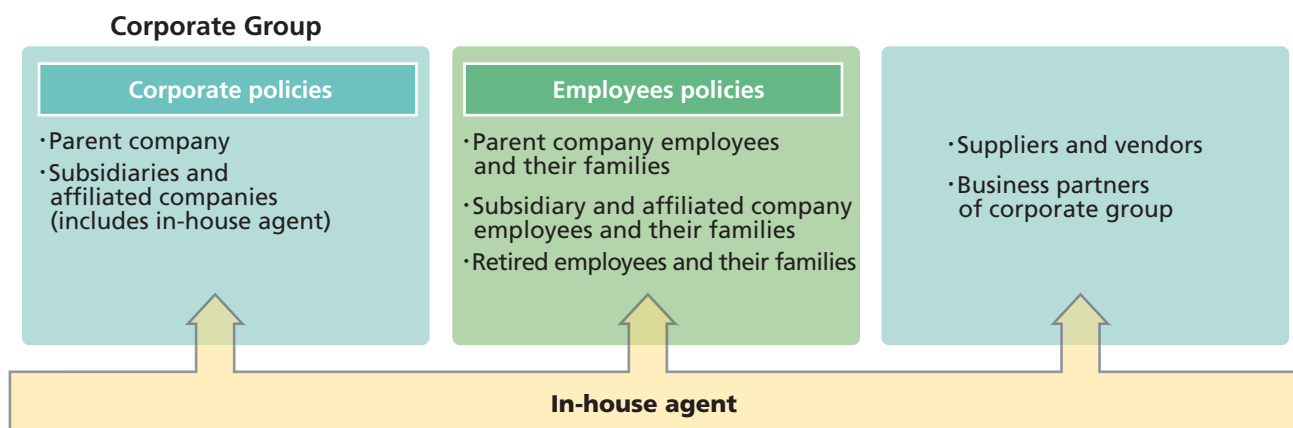 Corporate Group
Corporate policies
·Parent company
·Subsidiaries and
affiliated companies
(includes in-house agent)
Employees policies
·Parent company employees
and their families
·Subsidiary and affiliated company
employees and their families
·Retired employees and their families
·Suppliers and vendors
·Business partners
of corporate group
In-house agent